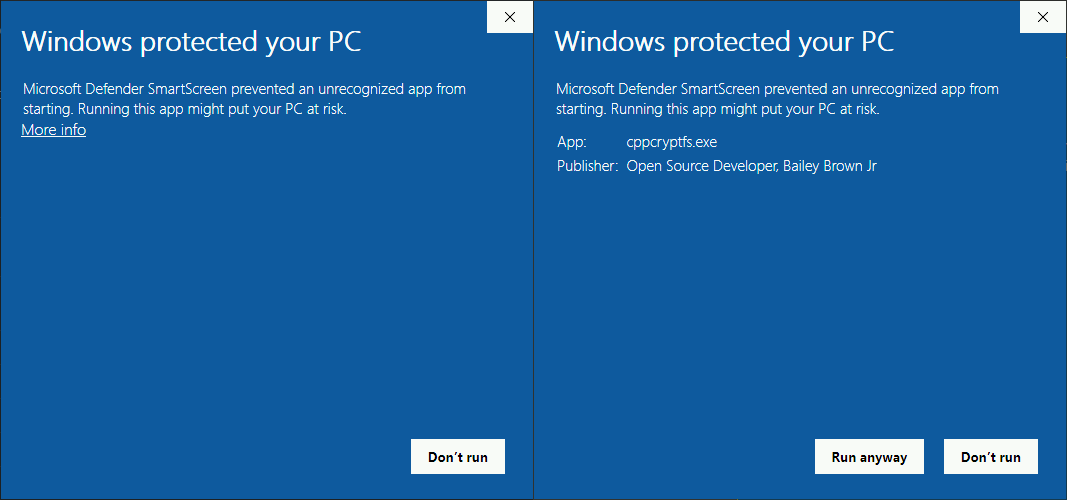 Windows protected your PC
Microsoft Defender SmartScreen prevented an unrecognized app from
starting. Running this app might put your PC at risk.
More info
Don't run
Windows protected your PC
Microsoft Defender SmartScreen prevented an unrecognized app from
starting. Running this app might put your PC at risk.
App: cppcryptfs.exe
Publisher: Open Source Developer, Bailey Brown Jr
Run anyway Don't run